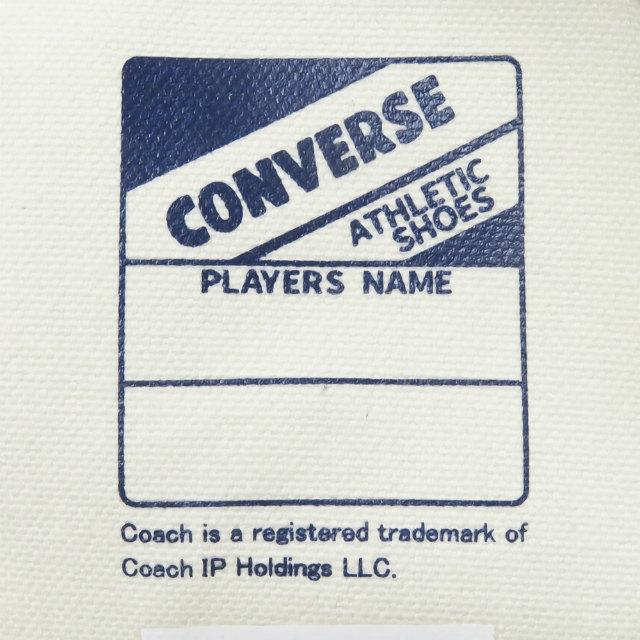 CONVERSE
ATHLETIC
SHOES
PLAYERS NAME
Coach is a registered trademark of
Coach IP Holdings LLC.